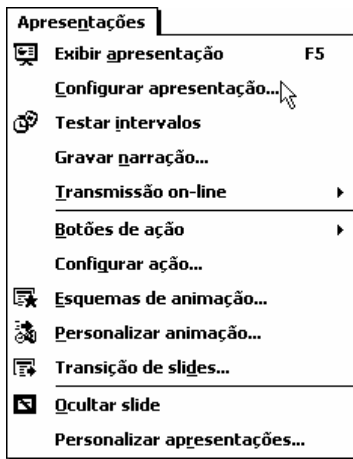 Apresentações
Exibir apresentação F5
Configurar apresentação...
Testar intervalos
Gravar narração...
Transmissão on-line
Botões de ação
Configurar ação...
Esquemas de animação...
Personalizar animação...
Transição de slides...
Ocultar slide
Personalizar apresentações...